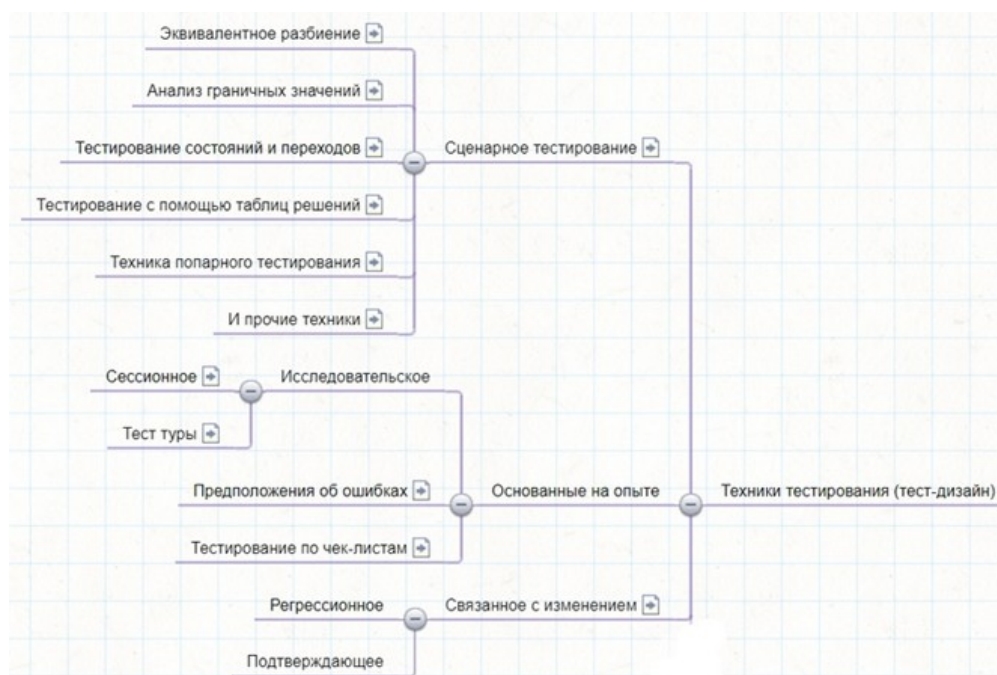 Эквивалентное разбиение
Анализ граничных значений
Тестирование состояний и переходов
Сценарное тестирование
Тестирование с помощью таблиц решений
Техника попарного тестирования
И прочие техники
Сессионное
Исследовательское
Тест туры
Предположения об ошибках
Основанные на опыте
Техники тестирования (тест-дизайн)
Тестирование по чек-листам
Регрессионное
Связанное с изменением
Подтверждающее